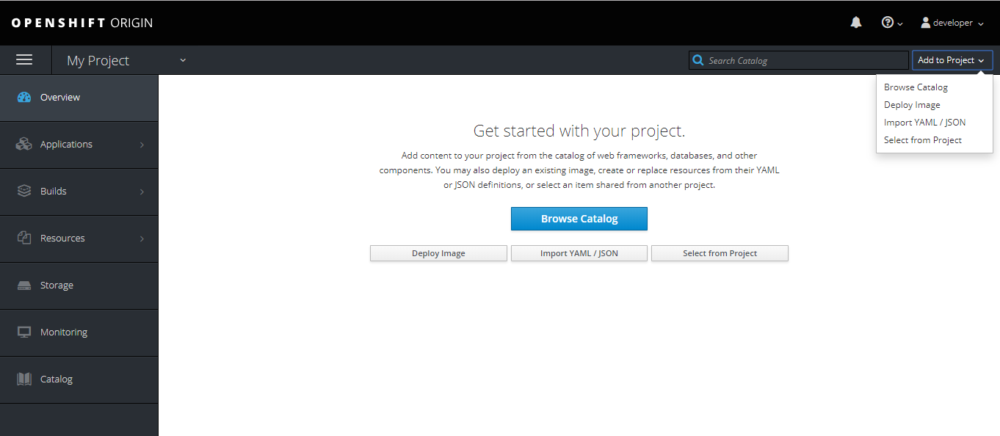 OPENSHIFT ORIGIN
developer
My Project
Search Catalog
Add to Project
Browse Catalog
Deploy Image
Import YAML / JSON
Select from Project
Overview
Applications
Builds
Resources
Storage
Monitoring
Catalog
Get started with your project.
Add content to your project from the catalog of web frameworks, databases, and other
components. You may also deploy an existing image, create or replace resources from their YAML
or JSON definitions, or select an item shared from another project.
Browse Catalog
Deploy Image
Import YAML / JSON
Select from Project